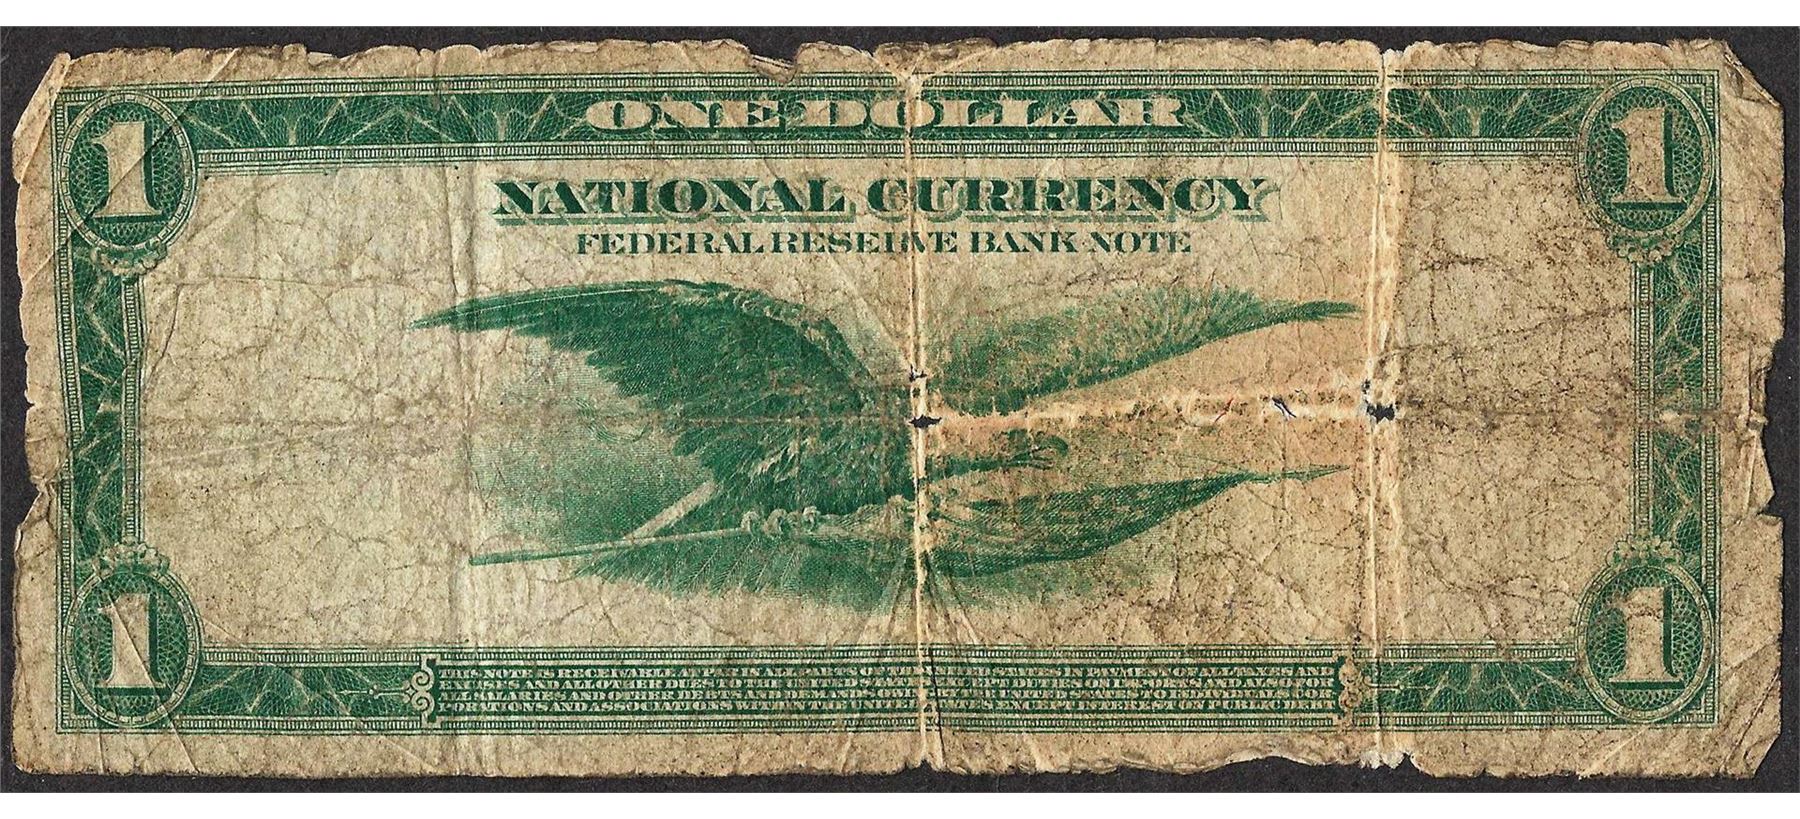 1 ONE DOLLAR 1
NATIONAL CURRENCY
FEDERAL RESERVE BANK NOTE
1 1
THIS NOTE IS RECEIVABLE AT PAR IN ALL PARTS OF THE UNITED STATES IN PAYMENT OF ALL TAXES AND
EXCISES AND ALL OTHER DUES TO THE UNITED STATES EXCEPT DUTIES ON IMPORTS, AND ALSO
SALARIES AND OTHER DEBTS AND DEMANDS OWING BY THE UNITED STATES TO INDIVIDUALS COR
PORATIONS AND ASSOCIATIONS WITHIN THE UNITED STATES EXCEPT INTEREST ON PUBLIC DEBT